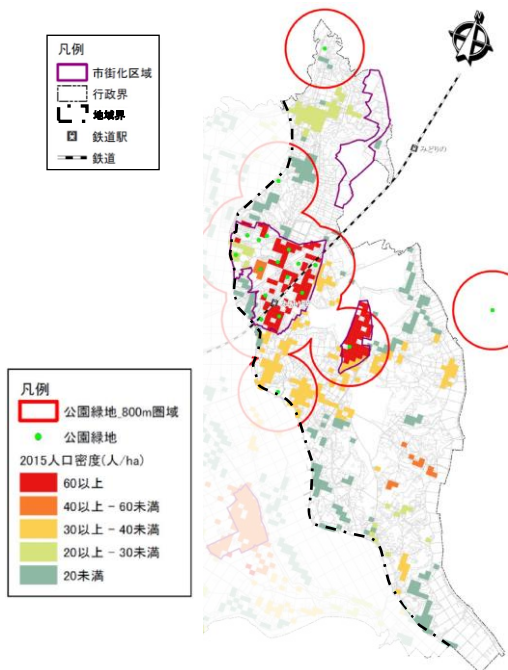 凡例
市街化区域
行政界
地域界
鉄道駅
鉄道
みどりの
凡例
公園緑地_800m圏域
公園緑地
2015人口密度(人/ha)
60以上
40以上 - 60未満
30以上 - 40未満
20以上 - 30未満
20未満